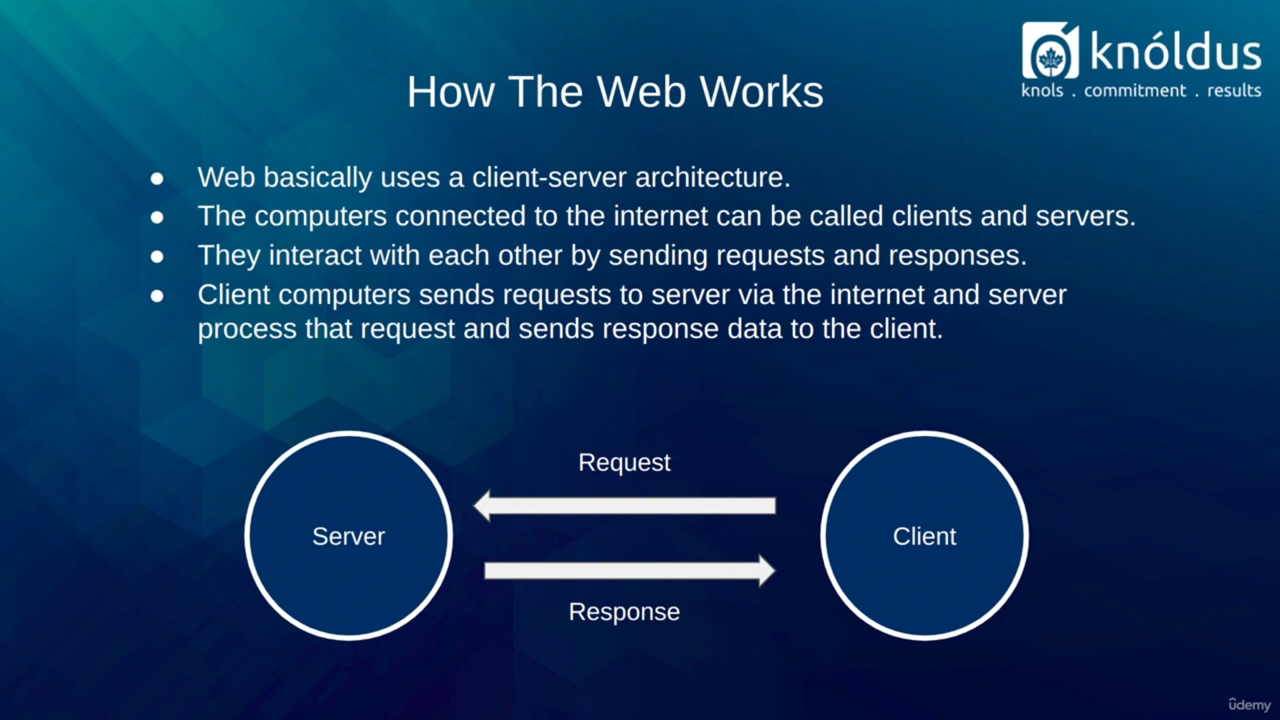 knóldus
knols . commitment . results
How The Web Works
● Web basically uses a client-server architecture.
● The computers connected to the internet can be called clients and servers.
● They interact with each other by sending requests and responses.
● Client computers sends requests to server via the internet and server
process that request and sends response data to the client.
Request
Server
Client
Response
ûdemy